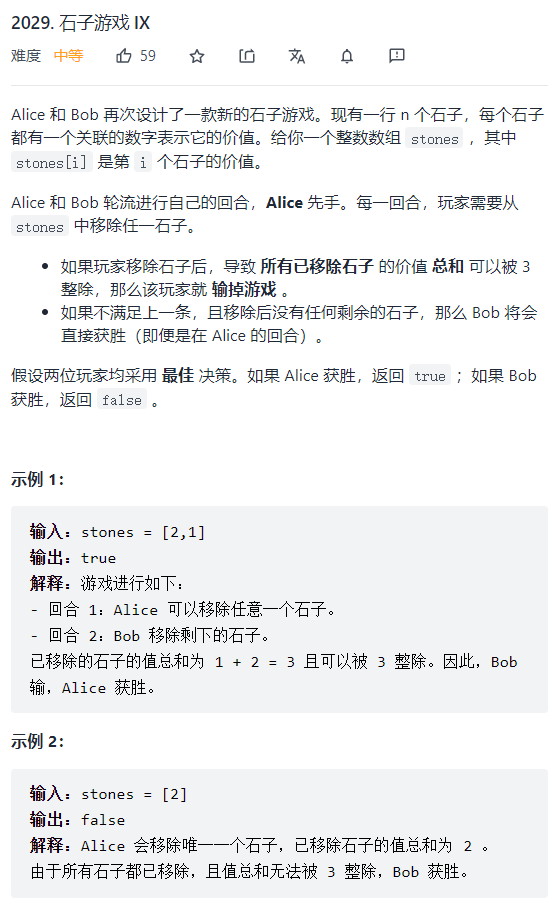 2029. 石子游戏 IX
难度 中等 59
Alice 和 Bob 再次设计了一款新的石子游戏。现有一行 n 个石子，每个石子
都有一个关联的数字表示它的价值。给你一个整数数组 stones ，其中
stones[i] 是第 i 个石子的价值。
Alice 和 Bob 轮流进行自己的回合，Alice 先手。每一回合，玩家需要从
stones 中移除任一石子。
• 如果玩家移除石子后，导致 所有已移除石子 的价值 总和 可以被 3
整除，那么该玩家就 输掉游戏 。
• 如果不满足上一条，且移除后没有任何剩余的石子，那么 Bob 将会
直接获胜（即便是在 Alice 的回合）。
假设两位玩家均采用 最佳 决策。如果 Alice 获胜，返回 true ；如果 Bob
获胜，返回 false 。
示例 1：
输入：stones = [2,1]
输出：true
解释：游戏进行如下：
- 回合 1：Alice 可以移除任意一个石子。
- 回合 2：Bob 移除剩下的石子。
已移除的石子的值总和为 1 + 2 = 3 且可以被 3 整除。因此，Bob
输，Alice 获胜。
示例 2：
输入：stones = [2]
输出：false
解释：Alice 会移除唯一一个石子，已移除石子的值总和为 2 。
由于所有石子都已移除，且值总和无法被 3 整除，Bob 获胜。